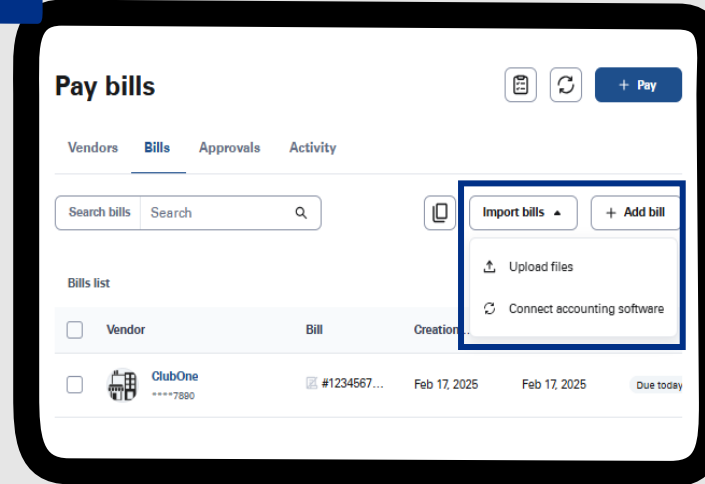 Pay bills
+ Pay
Vendors Bills Approvals Activity
Search bills Search
Import bills
+ Add bill
Upload files
Connect accounting software
Bills list
Vendor Bill Creation...
ClubOne
****7890
#1234567... Feb 17, 2025 Feb 17, 2025 Due today